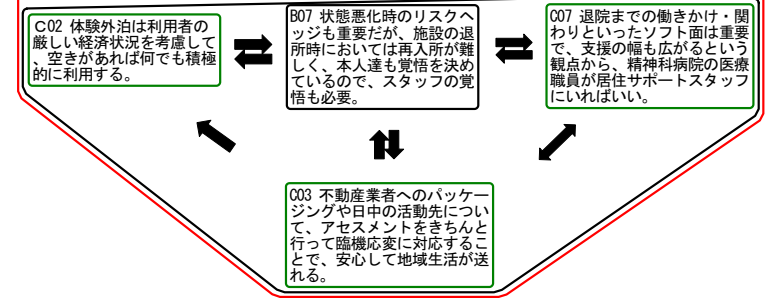 C02 体験外泊は利用者の
厳しい経済状況を考慮して
、空きがあれば何でも積極
的に利用する。
B07 状態悪化時のリスクヘ
ッジも重要だが、施設の退
所時においては再入所が難
しく、本人達も覚悟を決め
ているので、スタッフの覚
悟も必要。
C07 退院までの働きかけ・関
わりといったソフト面は重要
で、支援の幅も広がるという
観点から、精神科病院の医療
職員が居住サポートスタッフ
にいればいい。
C03 不動産業者へのパッケー
ジングや日中の活動先につい
て、アセスメントをきちんと
行って臨機応変に対応するこ
とで、安心して地域生活が送
れる。